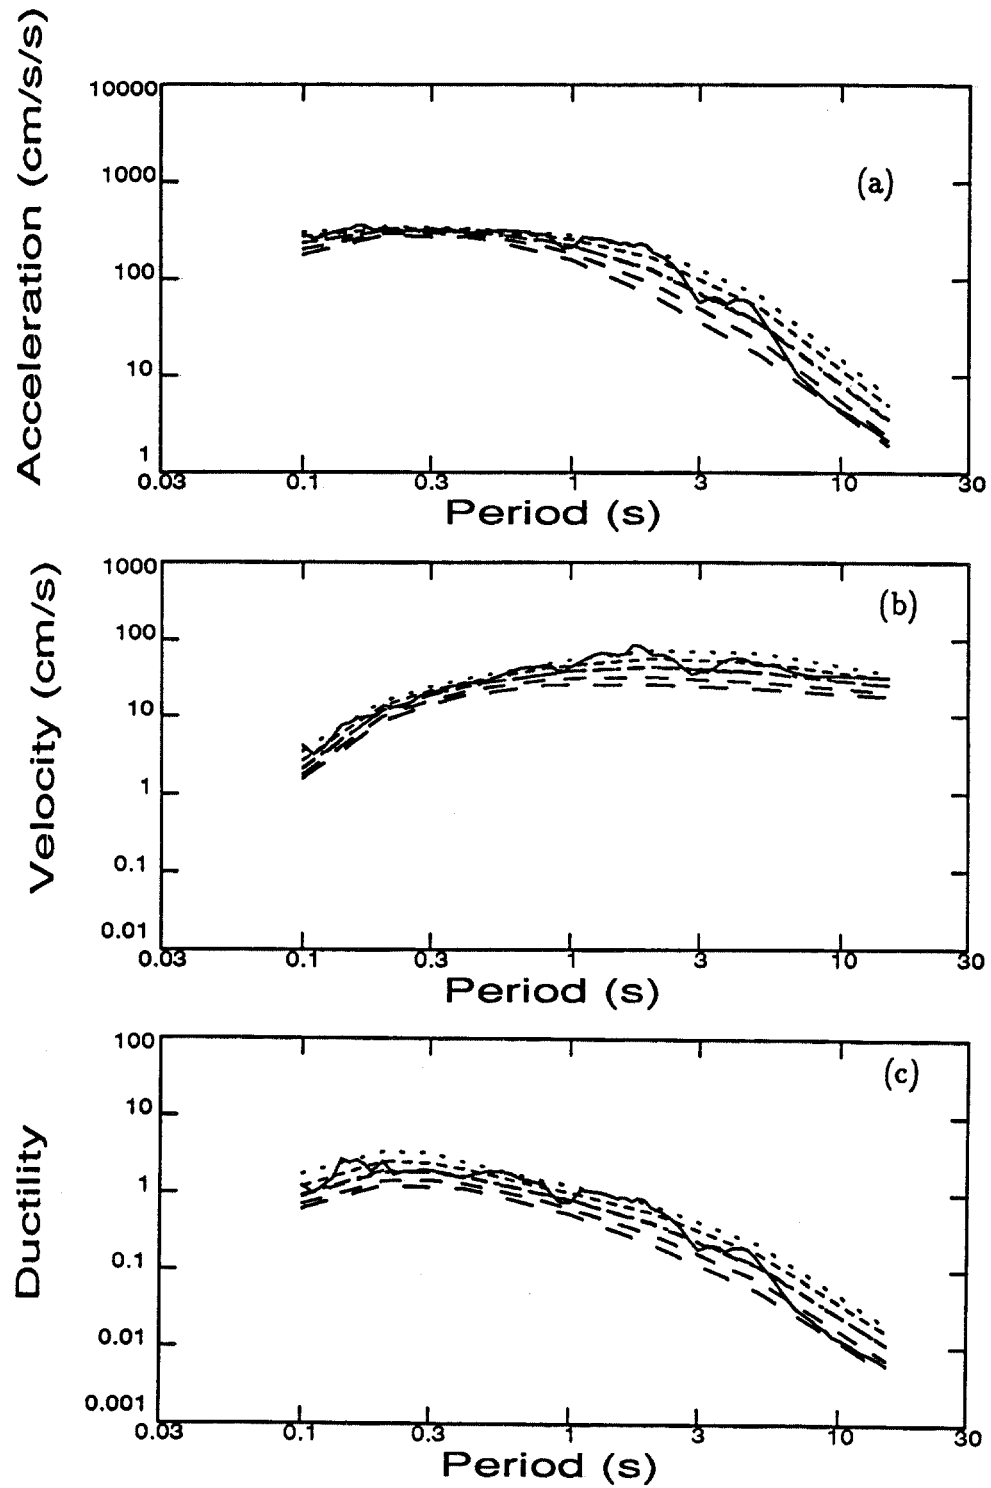 Acceleration (cm/s/s)
10000
1000
100
10
1
(a)
0.03 0.1 0.3 1 3 10 30
Period (s)
Velocity (cm/s)
1000
100
10
1
0.1
0.01
(b)
0.03 0.1 0.3 1 3 10 30
Period (s)
Ductility
100
10
1
0.1
0.01
0.001
(c)
0.03 0.1 0.3 1 3 10 30
Period (s)